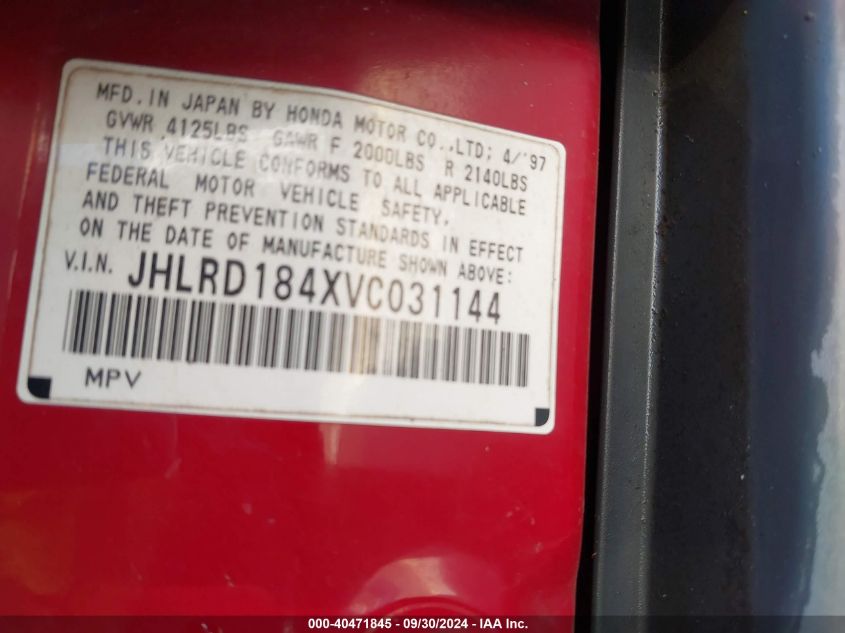 MFD. IN JAPAN BY HONDA MOTOR CO., LTD; 4/'97
GVWR 4125LBS GAWR F 2000LBS R 2140LBS
THIS VEHICLE CONFORMS TO ALL APPLICABLE
FEDERAL MOTOR VEHICLE SAFETY,
AND THEFT PREVENTION STANDARDS IN EFFECT
ON THE DATE OF MANUFACTURE SHOWN ABOVE:
V.I.N. JHLRD184XVC031144
MPV
000-40471845 - 09/30/2024 - IAA Inc.